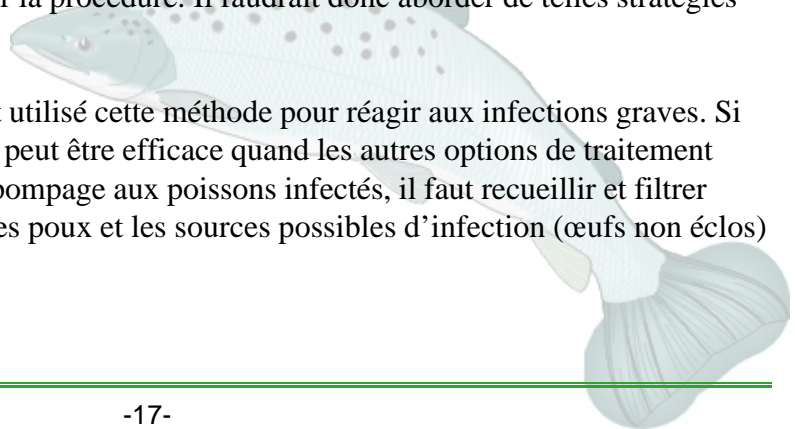 r la procédure. Il faudrait donc aborder de telles stratégies
t utilisé cette méthode pour réagir aux infections graves. Si
peut être efficace quand les autres options de traitement
pompage aux poissons infectés, il faut recueillir et filtrer
es poux et les sources possibles d’infection (œufs non éclos)
-17-